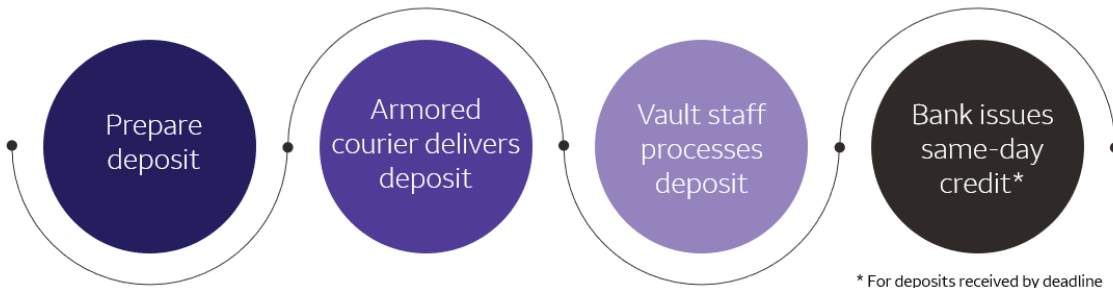 Prepare
deposit
Armored
courier delivers
deposit
Vault staff
processes
deposit
Bank issues
same-day
credit*
* For deposits received by deadline